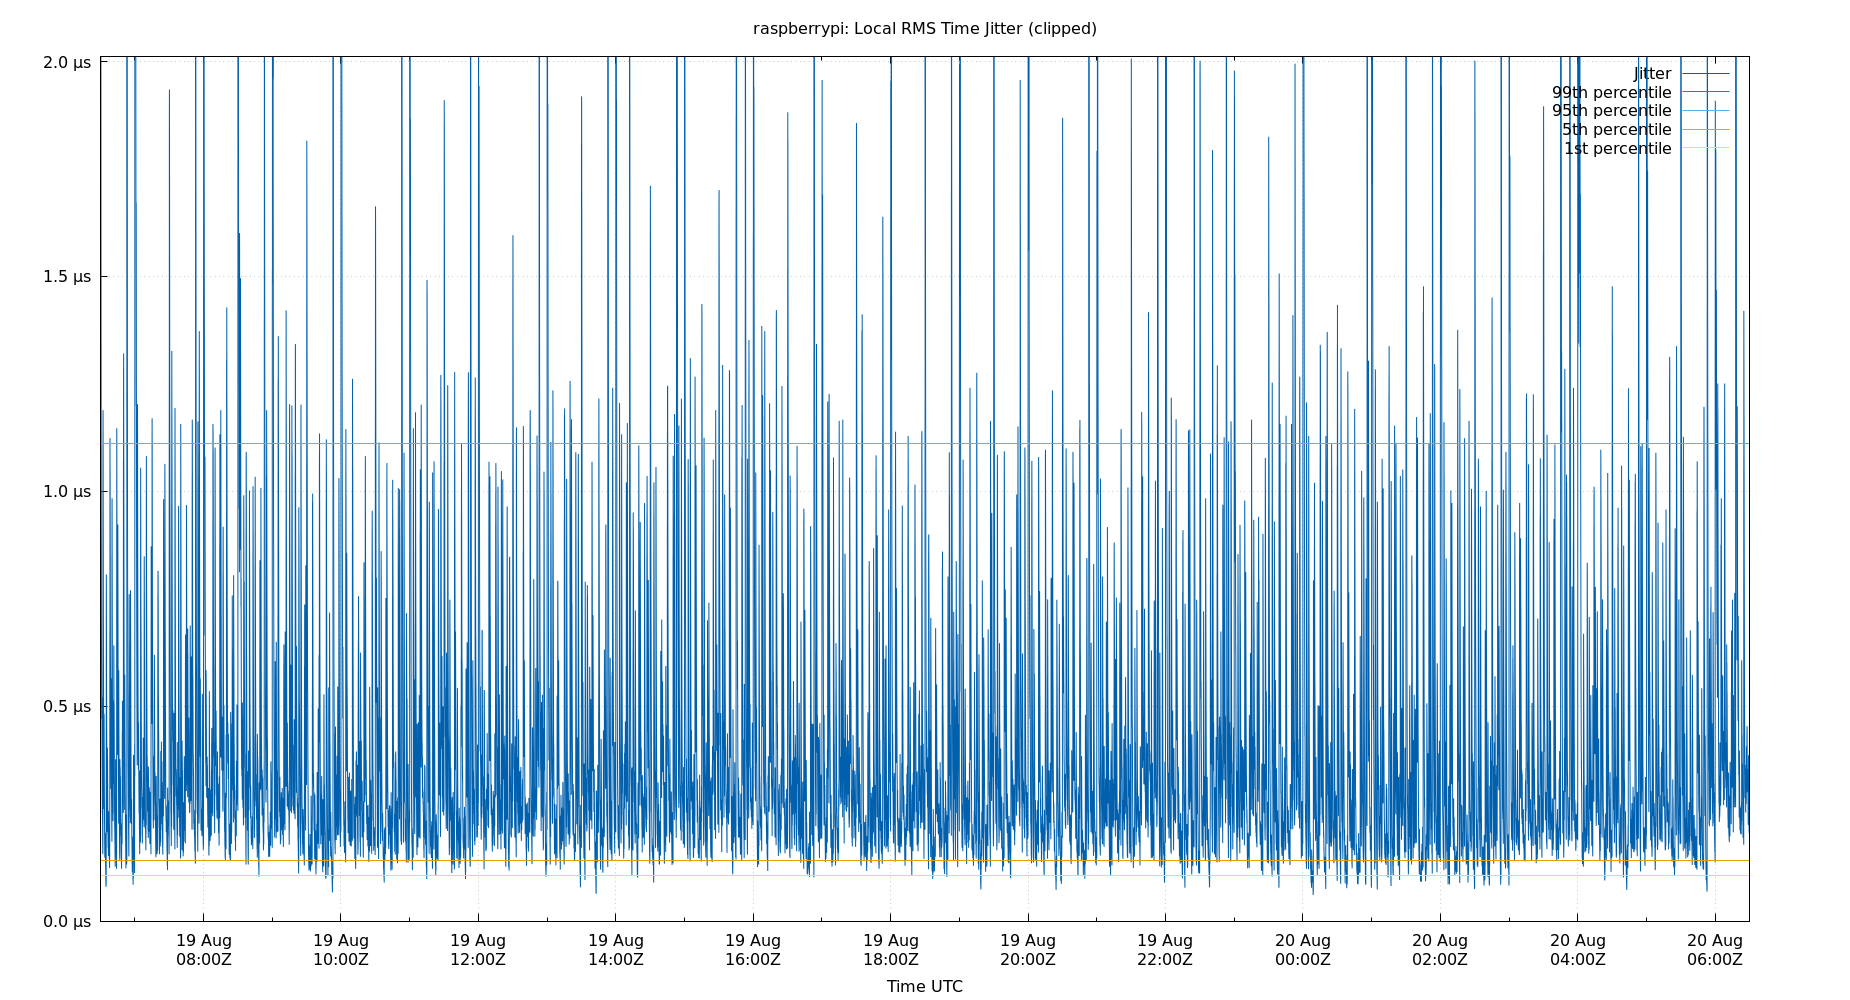 raspberrypi: Local RMS Time Jitter (clipped)
2.0 µs
1.5 µs
1.0 µs
0.5 µs
0.0 µs
Jitter
99th percentile
95th percentile
5th percentile
1st percentile
19 Aug 19 Aug 19 Aug 19 Aug 19 Aug 19 Aug 19 Aug 19 Aug 20 Aug 20 Aug 20 Aug 20 Aug
08:00Z 10:00Z 12:00Z 14:00Z 16:00Z 18:00Z 20:00Z 22:00Z 00:00Z 02:00Z 04:00Z 06:00Z
Time UTC